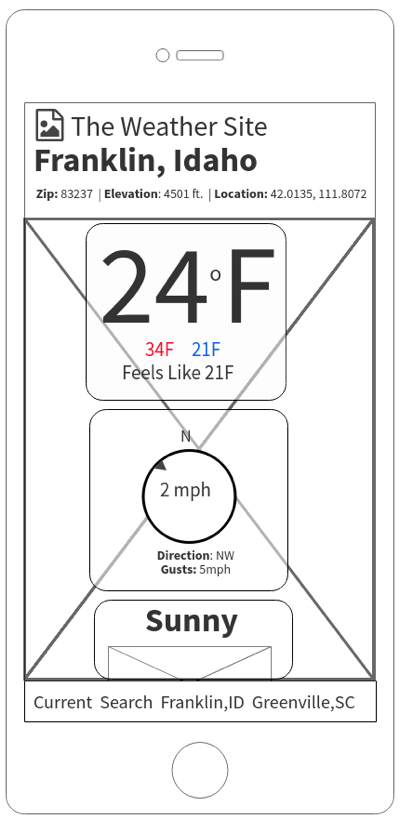 The Weather Site
Franklin, Idaho
Zip: 83237 | Elevation: 4501 ft. | Location: 42.0135, 111.8072
24°F
34F 21F
Feels Like 21F
N
2 mph
Direction: NW
Gusts: 5mph
Sunny
Current Search Franklin,ID Greenville,SC